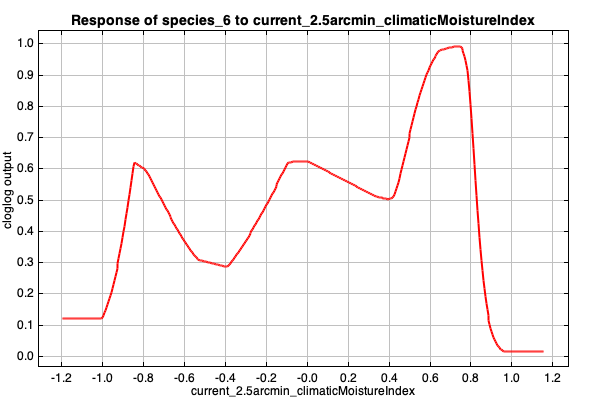 Response of species_6 to current_2.5arcmin_climaticMoistureIndex
1.0
0.9
0.8
0.7
0.6
0.5
0.4
0.3
0.2
0.1
0.0
cloglog output
-1.2 -1.0 -0.8 -0.6 -0.4 -0.2 -0.0 0.2 0.4 0.6 0.8 1.0 1.2
current_2.5arcmin_climaticMoistureIndex